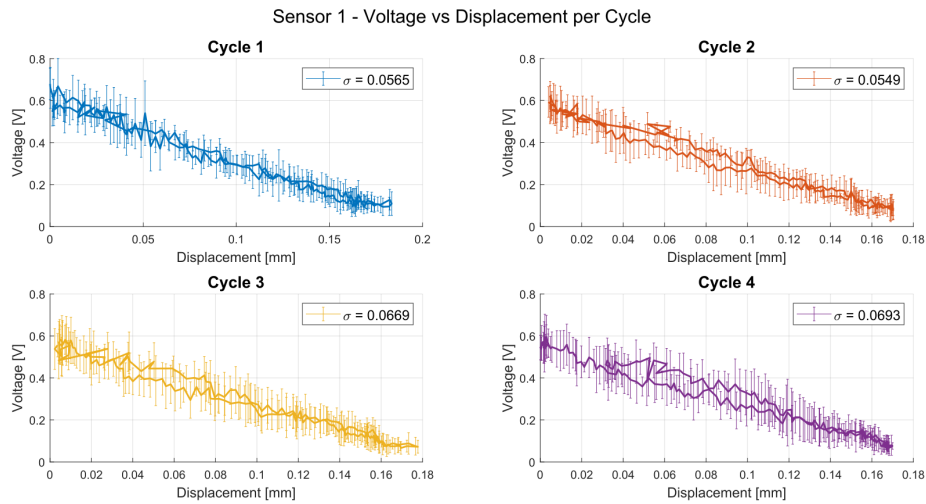 Sensor 1 - Voltage vs Displacement per Cycle
Cycle 1
σ = 0.0565
Voltage [V]
0.8
0.6
0.4
0.2
0
0 0.05 0.1 0.15 0.2
Displacement [mm]
Cycle 2
σ = 0.0549
Voltage [V]
0.8
0.6
0.4
0.2
0
0 0.02 0.04 0.06 0.08 0.1 0.12 0.14 0.16 0.18
Displacement [mm]
Cycle 3
σ = 0.0669
Voltage [V]
0.8
0.6
0.4
0.2
0
0 0.02 0.04 0.06 0.08 0.1 0.12 0.14 0.16 0.18
Displacement [mm]
Cycle 4
σ = 0.0693
Voltage [V]
0.8
0.6
0.4
0.2
0
0 0.02 0.04 0.06 0.08 0.1 0.12 0.14 0.16 0.18
Displacement [mm]